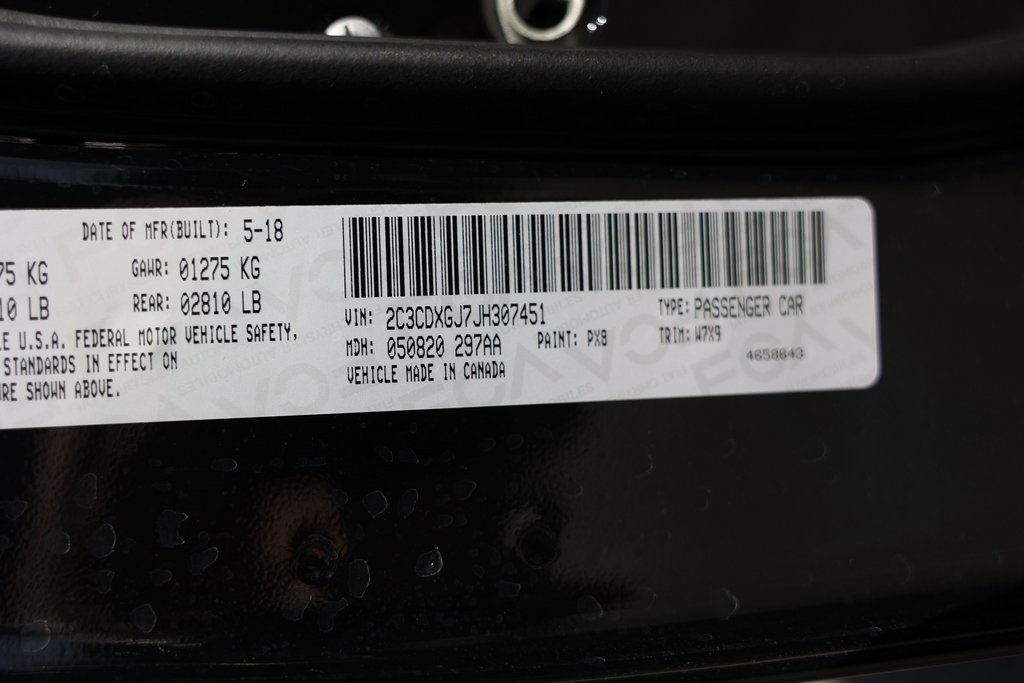 DATE OF MFR(BUILT): 5-18
75 KG GAWR: 01275 KG
10 LB REAR: 02810 LB
E U.S.A. FEDERAL MOTOR VEHICLE SAFETY,
STANDARDS IN EFFECT ON
URE SHOWN ABOVE.
VIN: 2C3CDXGJ7JH307451 TYPE: PASSENGER CAR
MDH: 050820 297AA PAINT: PX8 TRIM: W7X9
4658643
VEHICLE MADE IN CANADA